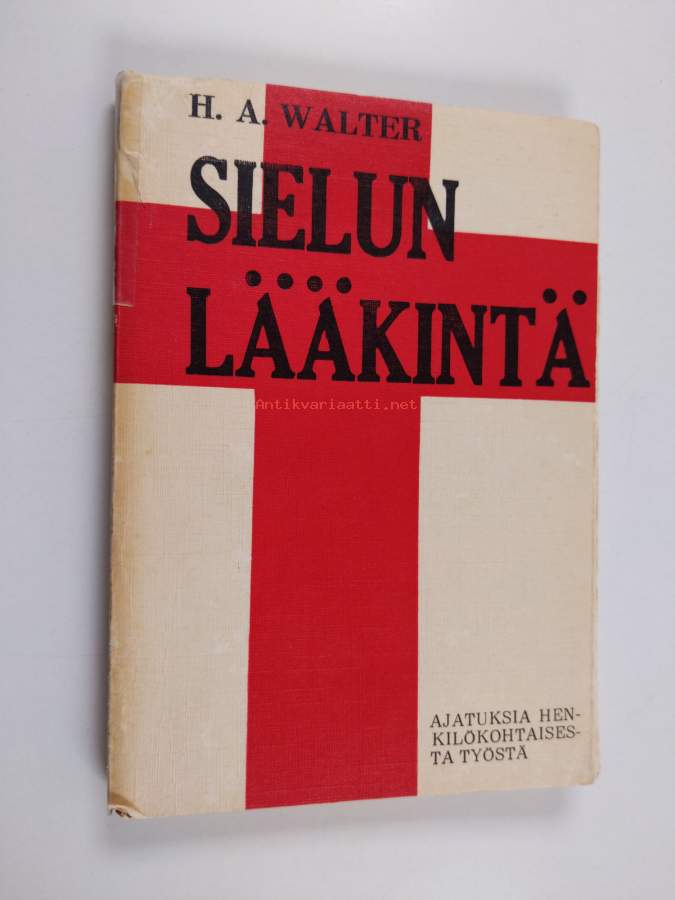 H. A. WALTER
SIELUN
LÄÄKINTÄ
Antikvariaatti.net
AJATUKSIA HEN-
KILÖKOHTAISES-
TA TYÖSTÄ